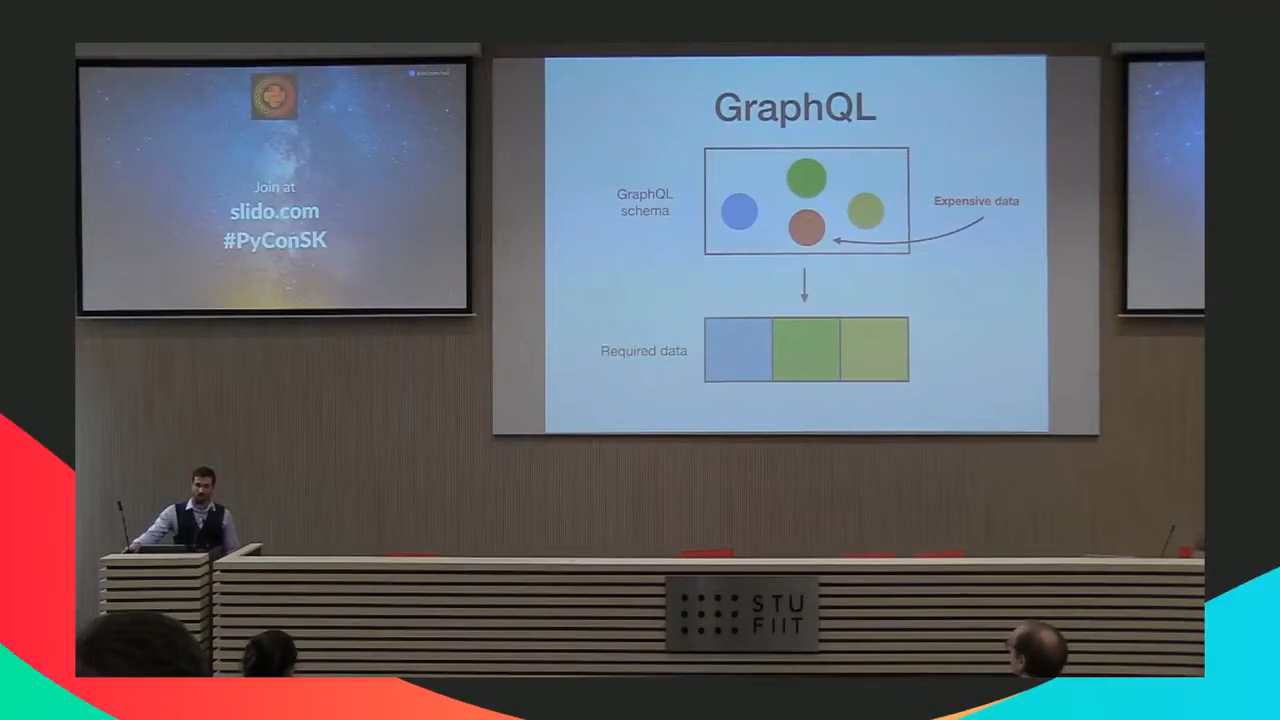 Join at
slido.com
#PyConSK
GraphQL
GraphQL
schema
Expensive data
Required data
STU
FIIT